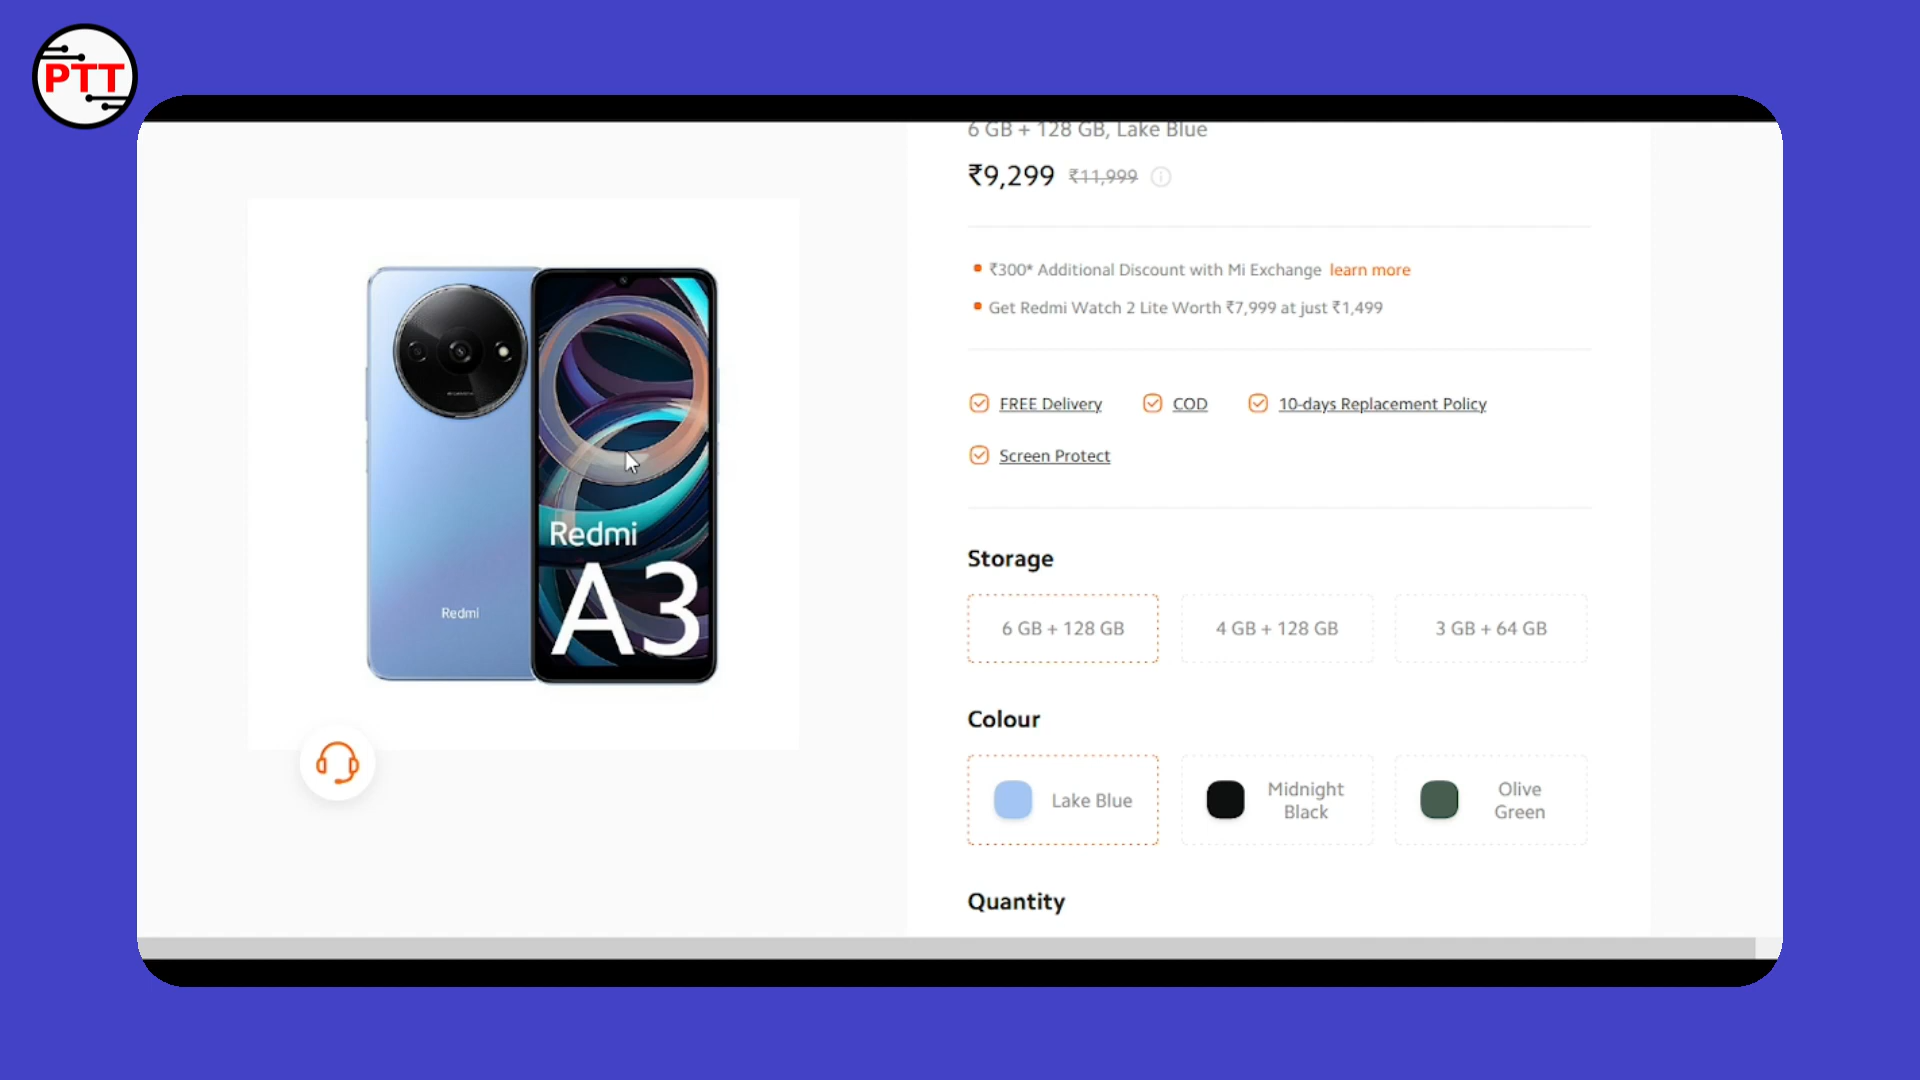 PTT
6 GB + 128 GB, Lake Blue
₹9,299 ₹11,999
₹300* Additional Discount with Mi Exchange learn more
Get Redmi Watch 2 Lite Worth ₹7,999 at just ₹1,499
FREE Delivery COD 10-days Replacement Policy
Screen Protect
Redmi
A3
Redmi
Storage
6 GB + 128 GB 4 GB + 128 GB 3 GB + 64 GB
Colour
Lake Blue
Midnight
Black
Olive
Green
Quantity